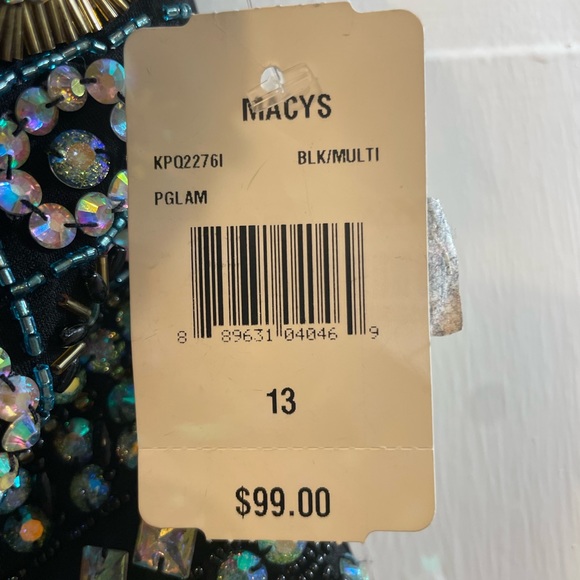 MACYS
KPQ2276I BLK/MULTI
PGLAM
8 89631 04046 9
13
$99.00